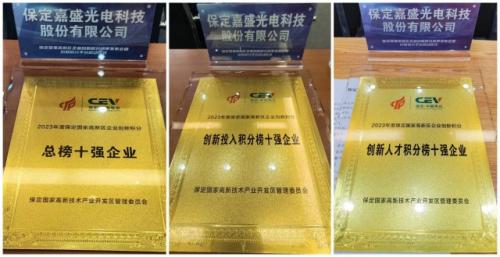 保定嘉盛光电科技
股份有限公司
CEV
2023年度保定国家高新区企业创新积分
总榜十强企业
保定国家高新技术产业开发区管理委员会
保定嘉盛光电科技
股份有限公司
CEV
2023年度保定国家高新区企业创新积分
创新投入积分榜十强企业
保定国家高新技术产业开发区管理委员会
保定嘉盛光电科技
股份有限公司
CEV
2023年度保定国家高新区企业创新积分
创新人才积分榜十强企业
保定国家高新技术产业开发区管理委员会